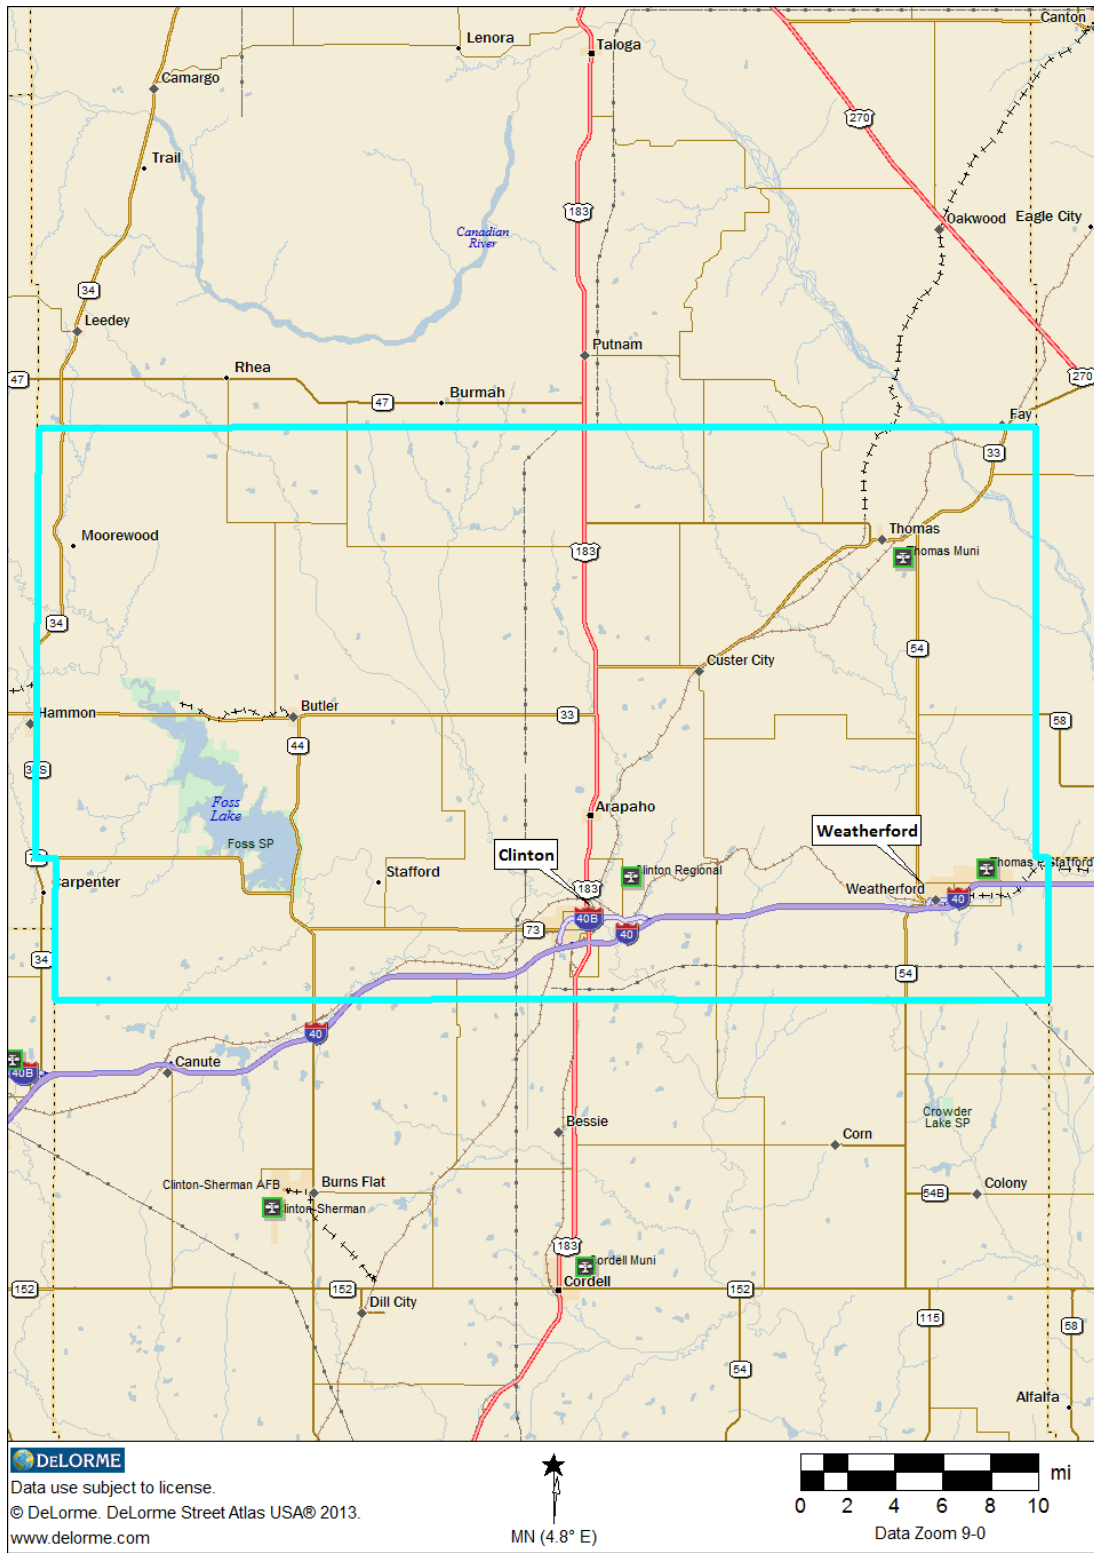 Canton
Lenora
Taloga
Camargo
270
Trail
183
Oakwood
Eagle City
Canadian
River
34
Leedey
Putnam
Rhea
47
270
47
Burmah
Fay
33
Thomas
Moorewood
183
Thomas Muni
34
54
Custer City
Hammon
Butler
33
58
44
Foss
Lake
Arapaho
Weatherford
Foss SP
Clinton
Stafford
Clinton Regional
Thomas P Stafford
Carpenter
183
Weatherford
40
40B
73
40
34
54
40
Canute
40B
Crowder
Lake SP
Bessie
Corn
Clinton-Sherman AFB
Burns Flat
54B
Colony
Clinton-Sherman
183
Cordell Muni
152
152
Cordell
152
Dill City
115
58
54
Alfalfa
DELORME
Data use subject to license.
© DeLorme. DeLorme Street Atlas USA® 2013.
www.delorme.com
MN (4.8° E)
mi
0 2 4 6 8 10
Data Zoom 9-0